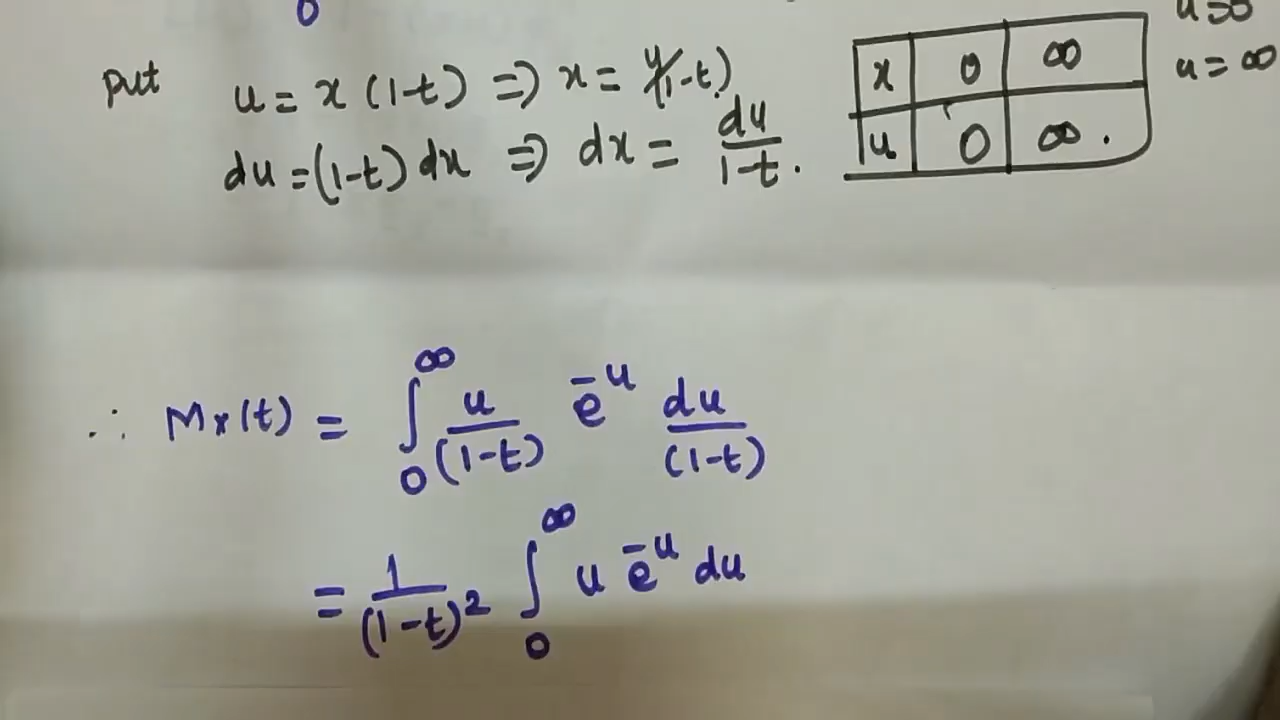 0
put u = x (1-t) => x = u/(1-t)
du = (1-t) dx => dx = du/1-t.
x 0 ∞
u 0 ∞.
u=0
u = ∞
∴ Mx(t) = ∫₀^∞ u/(1-t) e^-u du/(1-t)
= 1/(1-t)² ∫₀^∞ u e^-u du